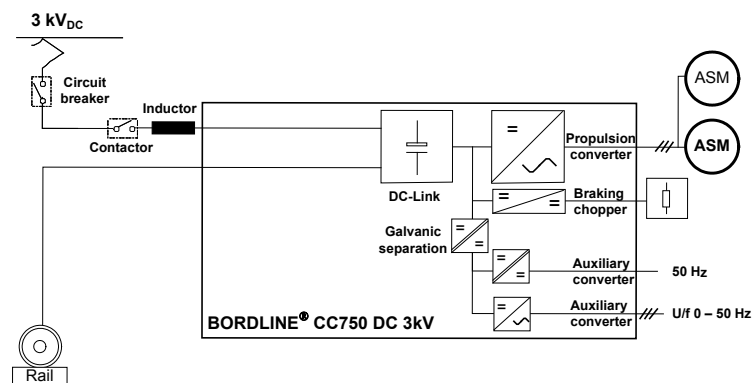 3 kVDC
Circuit
breaker
Inductor
Contactor
DC-Link
Propulsion
converter
ASM
ASM
Braking
chopper
Galvanic
separation
Auxiliary
converter
50 Hz
Auxiliary
converter
U/f 0 – 50 Hz
BORDLINE® CC750 DC 3kV
Rail